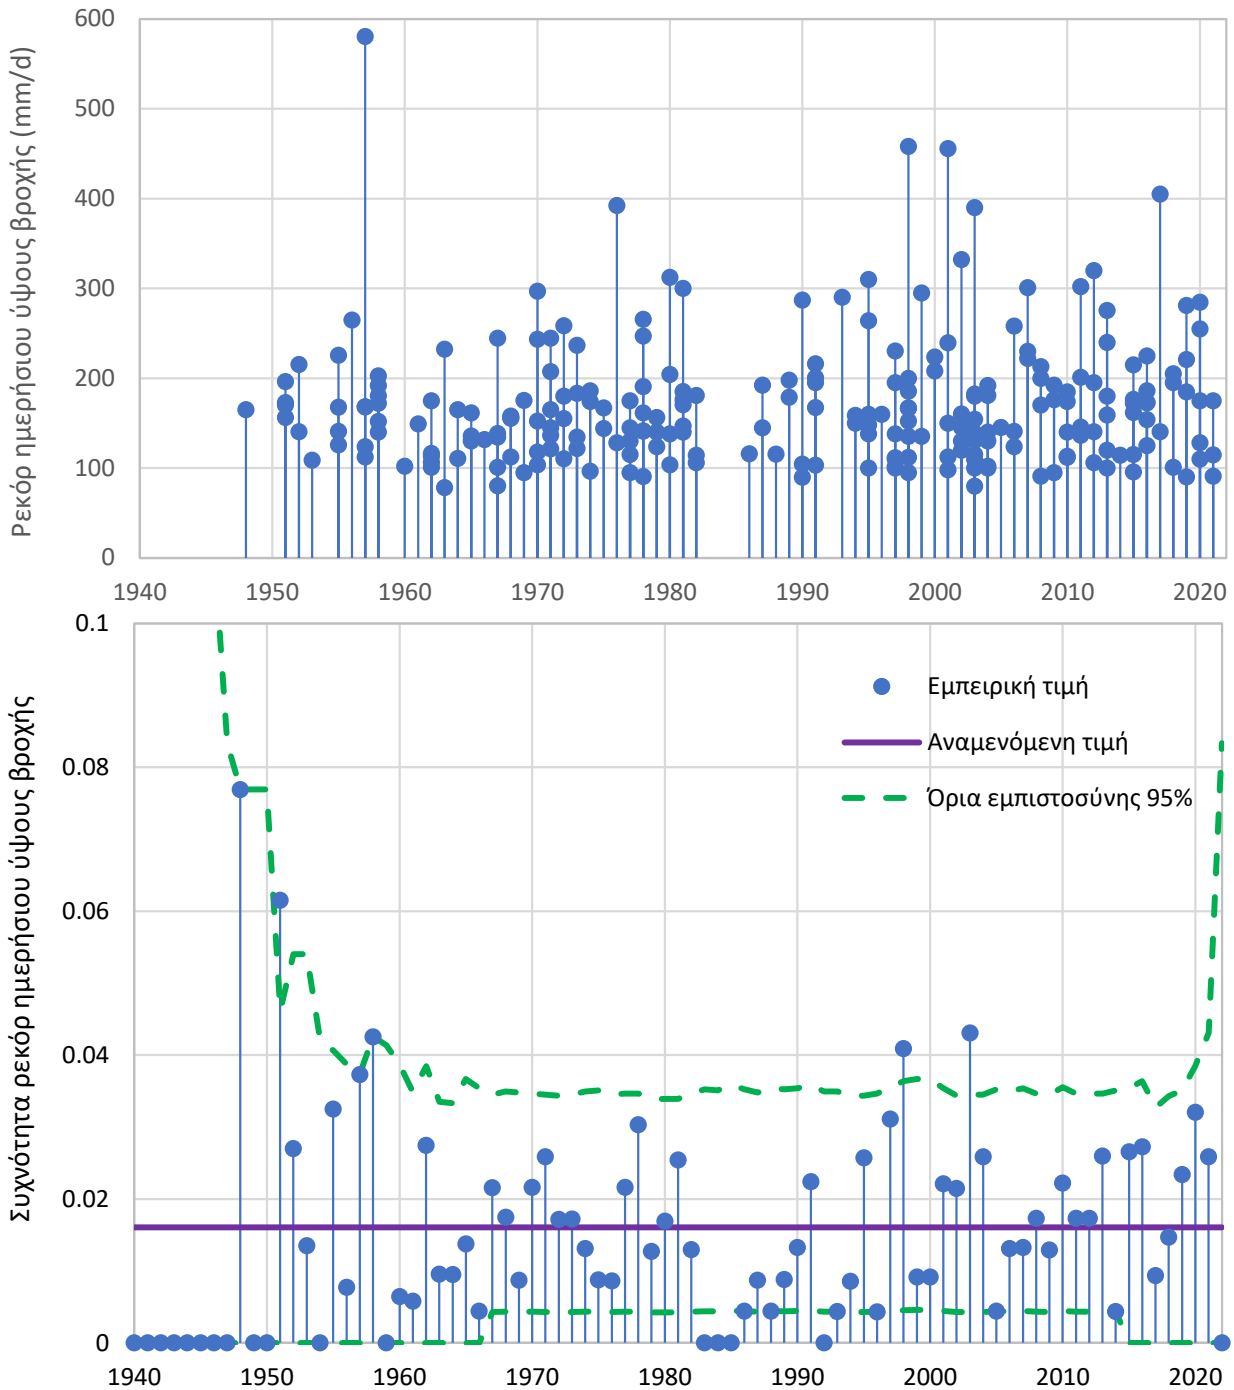 Ρεκόρ ημερήσιου ύψους βροχής (mm/d)
600
500
400
300
200
100
0
1940 1950 1960 1970 1980 1990 2000 2010 2020
Συχνότητα ρεκόρ ημερήσιου ύψους βροχής
0.1
0.08
0.06
0.04
0.02
0
Εμπειρική τιμή
Αναμενόμενη τιμή
Όρια εμπιστοσύνης 95%
1940 1950 1960 1970 1980 1990 2000 2010 2020